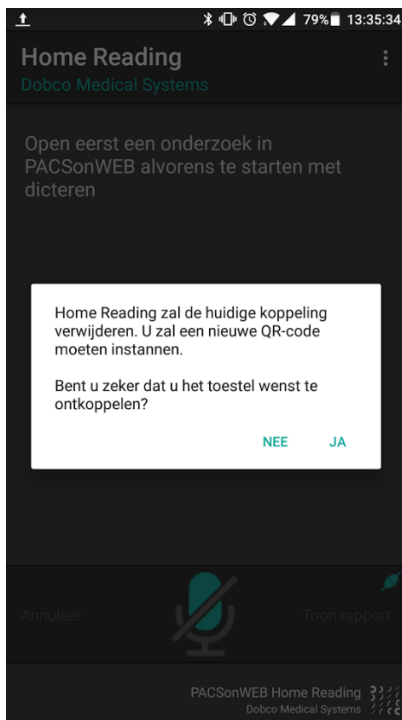 79% 13:35:34
Home Reading
Dobco Medical Systems
Open eerst een onderzoek in
PACSonWEB alvorens te starten met
dicteren
Home Reading zal de huidige koppeling
verwijderen. U zal een nieuwe QR-code
moeten instannen.
Bent u zeker dat u het toestel wenst te
ontkoppelen?
NEE JA
Annuleer Toon rapport
PACSonWEB Home Reading
Dobco Medical Systems